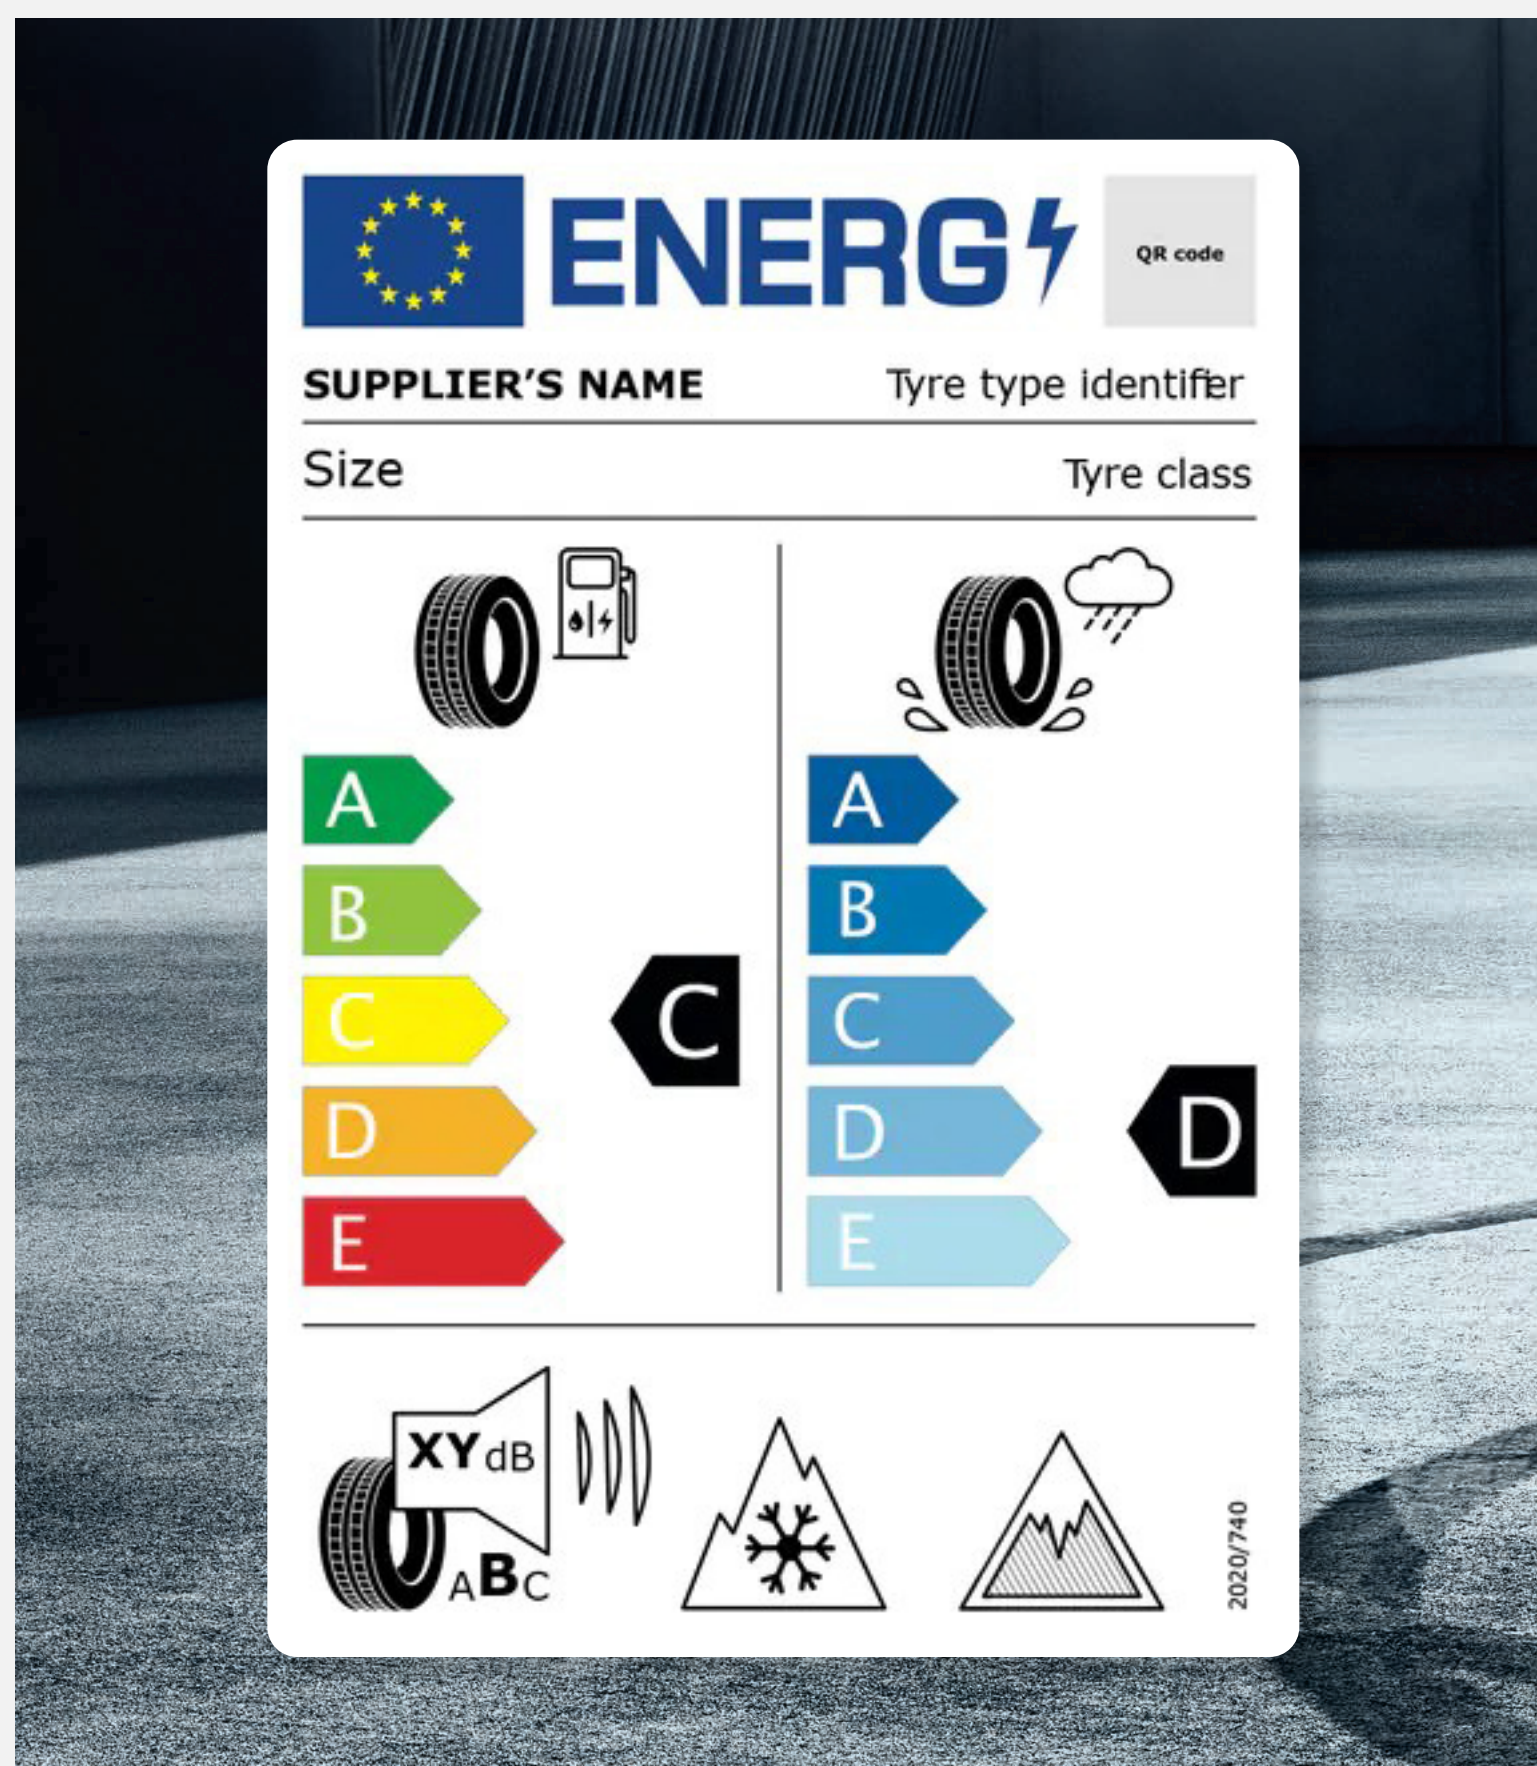 ENERG
QR code
SUPPLIER'S NAME
Tyre type identifier
Size
Tyre class
A
B
C
D
E
C
A
B
C
D
E
D
XY dB
ABC
2020/740